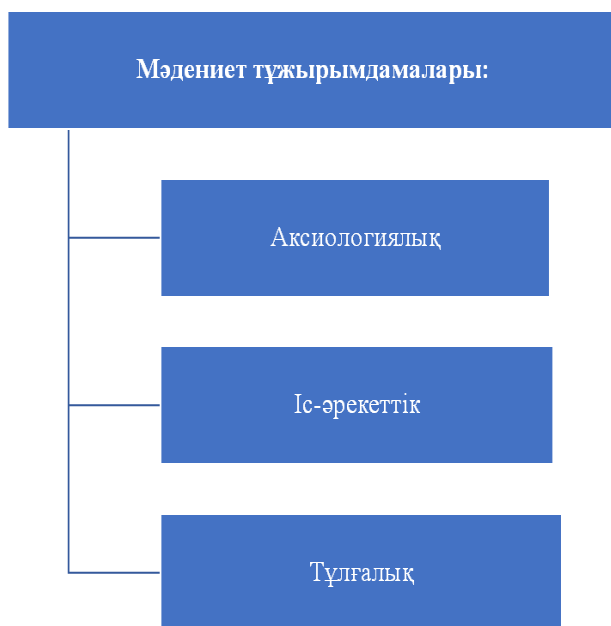 Мәдениет тұжырымдамалары:
Аксиологиялық
Іс-әрекеттік
Тұлғалық